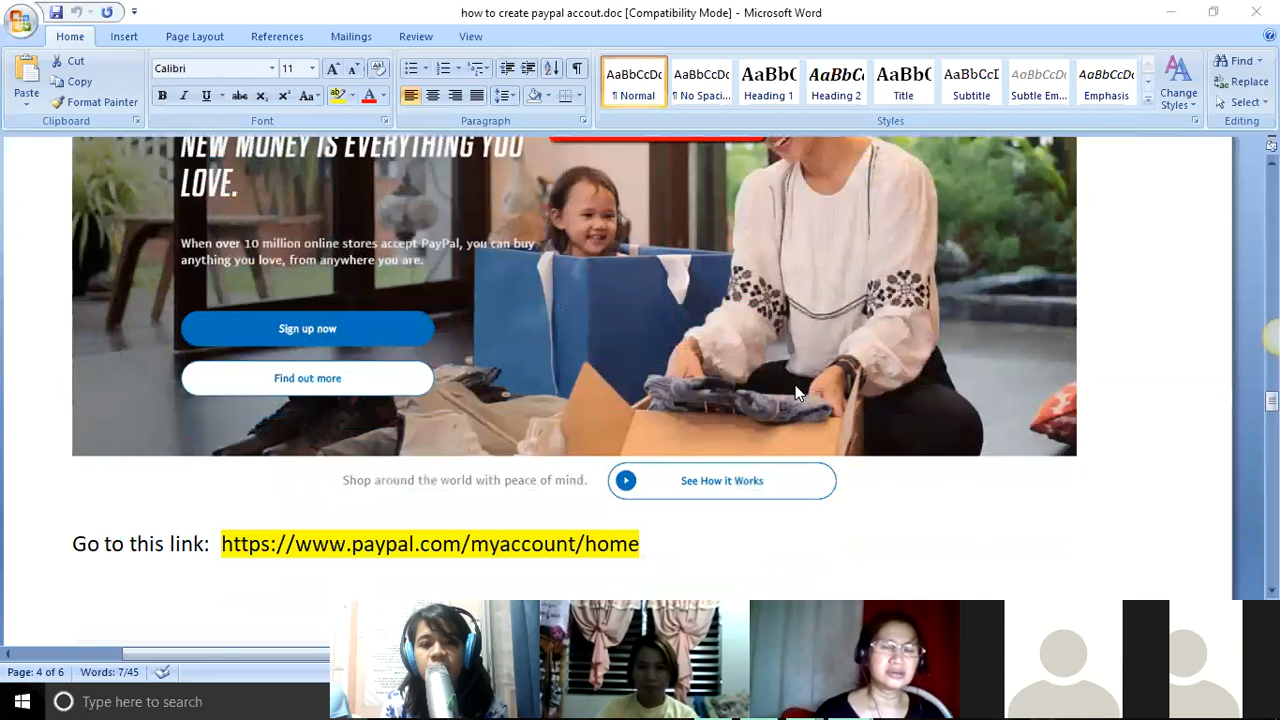 how to create paypal accout.doc [Compatibility Mode] - Microsoft Word
Home Insert Page Layout References Mailings Review View
Paste Cut Copy Format Painter
Calibri 11
B I U abc X₂ X² Aa
AaBbCcDc AaBbCcDc AaBbC AaBbCc AaBbC AaBbCcI AaBbCcDc AaBbCcDc
¶ Normal ¶ No Spaci... Heading 1 Heading 2 Title Subtitle Subtle Em... Emphasis
Change Styles
Find
Replace
Select
Clipboard Font Paragraph Styles Editing
NEW MONEY IS EVERYTHING YOU
LOVE.
When over 10 million online stores accept PayPal, you can buy
anything you love, from anywhere you are.
Sign up now
Find out more
Shop around the world with peace of mind. See How it Works
Go to this link: https://www.paypal.com/myaccount/home
Page: 4 of 6 Words: 7/45
Type here to search